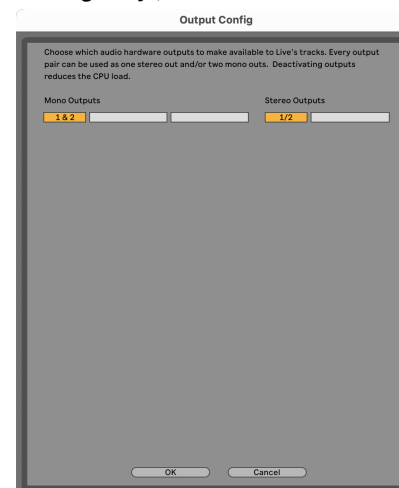 Output Config
Choose which audio hardware outputs to make available to Live's tracks. Every output
pair can be used as one stereo out and/or two mono outs. Deactivating outputs
reduces the CPU load.
Mono Outputs Stereo Outputs
1 & 2 1/2
OK Cancel